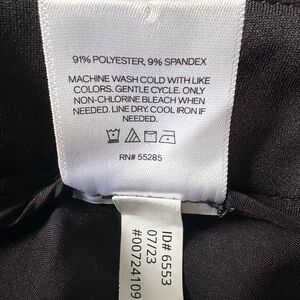 91% POLYESTER, 9% SPANDEX
MACHINE WASH COLD WITH LIKE
COLORS. GENTLE CYCLE. ONLY
NON-CHLORINE BLEACH WHEN
NEEDED. LINE DRY. COOL IRON IF
NEEDED.
RN# 55285
ID# 6553
07/23
#00724109